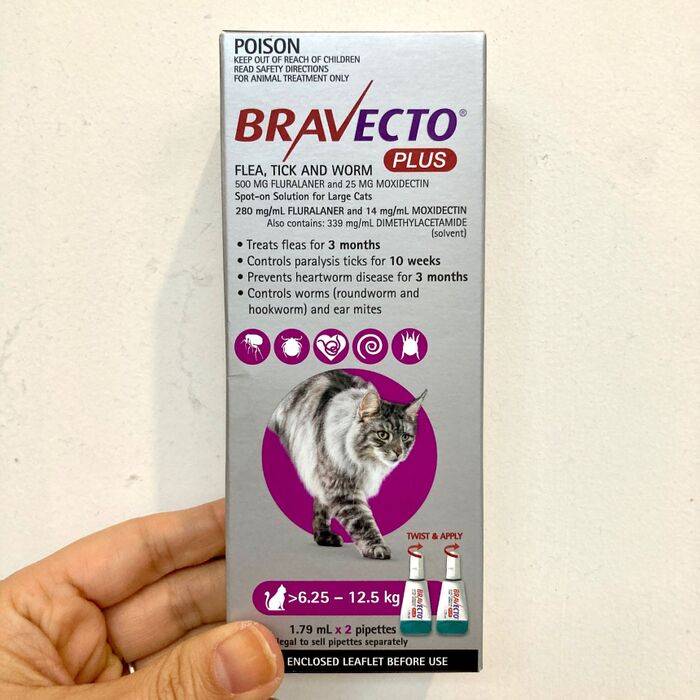 POISON
KEEP OUT OF REACH OF CHILDREN
READ SAFETY DIRECTIONS
FOR ANIMAL TREATMENT ONLY
BRAVECTO®
PLUS
FLEA, TICK AND WORM
500 MG FLURALANER and 25 MG MOXIDECTIN
Spot-on Solution for Large Cats
280 mg/mL FLURALANER and 14 mg/mL MOXIDECTIN
Also contains: 339 mg/mL DIMETHYLACETAMIDE
(solvent)
• Treats fleas for 3 months
• Controls paralysis ticks for 10 weeks
• Prevents heartworm disease for 3 months
• Controls worms (roundworm and
hookworm) and ear mites
TWIST & APPLY
BRAVECTO
BRAVECTO
>6.25 – 12.5 kg
1.79 mL x 2 pipettes
legal to sell pipettes separately
ENCLOSED LEAFLET BEFORE USE